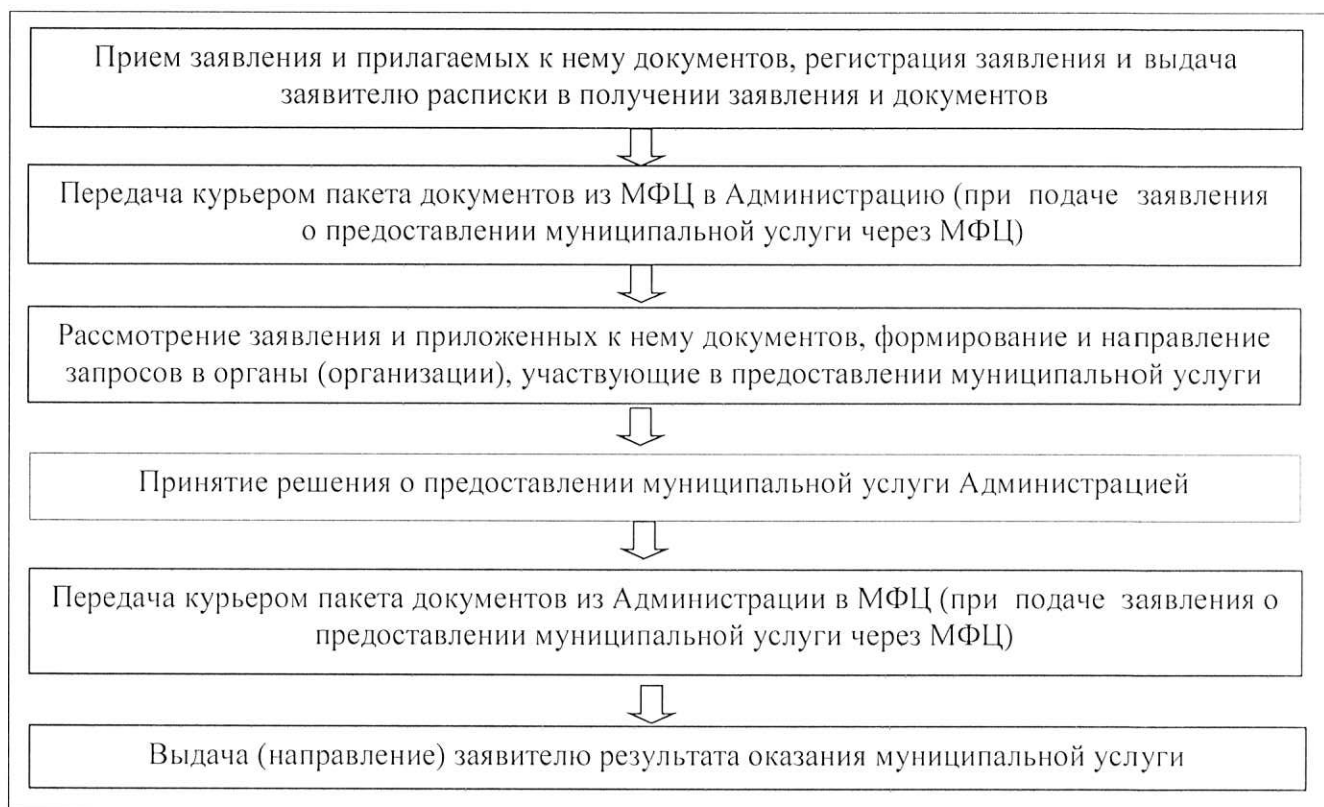 Прием заявления и прилагаемых к нему документов, регистрация заявления и выдача
заявителю расписки в получении заявления и документов
Передача курьером пакета документов из МФЦ в Администрацию (при подаче заявления
о предоставлении муниципальной услуги через МФЦ)
Рассмотрение заявления и приложенных к нему документов, формирование и направление
запросов в органы (организации), участвующие в предоставлении муниципальной услуги
Принятие решения о предоставлении муниципальной услуги Администрацией
Передача курьером пакета документов из Администрации в МФЦ (при подаче заявления о
предоставлении муниципальной услуги через МФЦ)
Выдача (направление) заявителю результата оказания муниципальной услуги